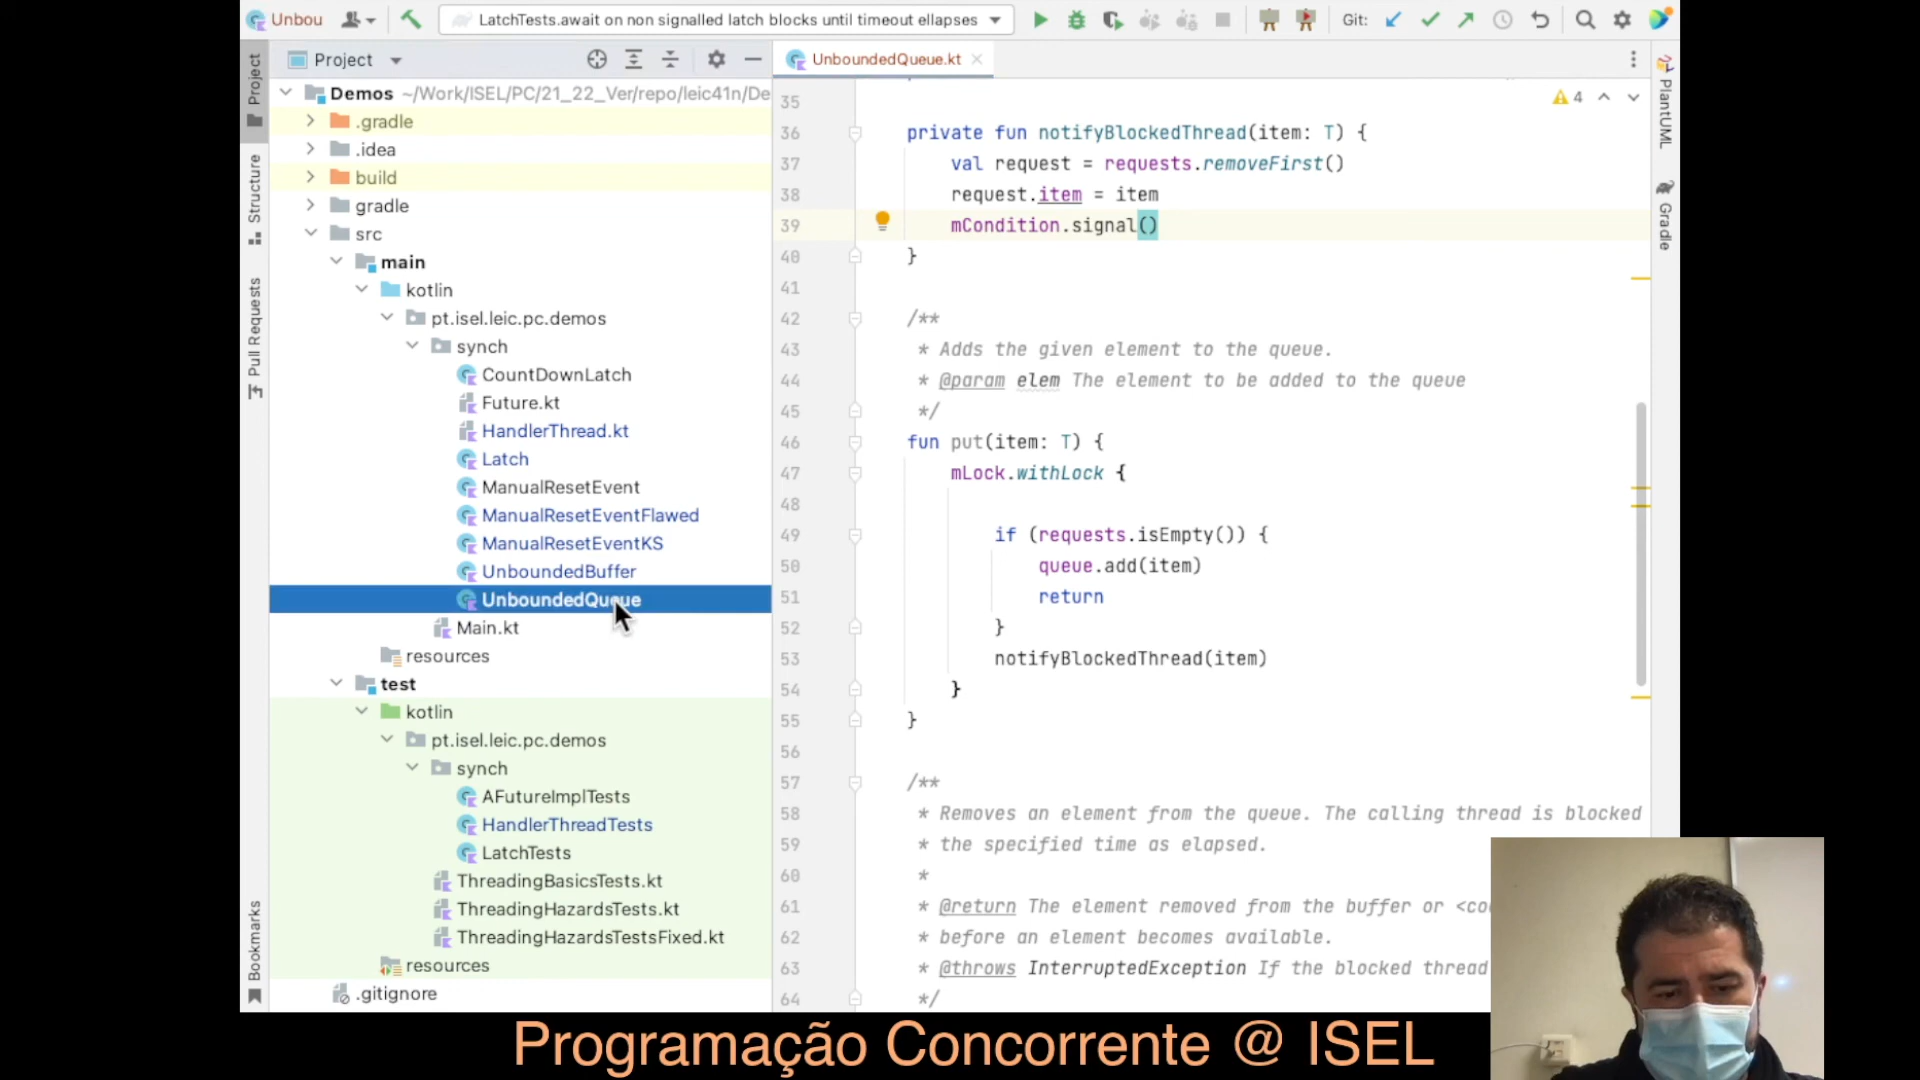 Unbou
LatchTests.await on non signalled latch blocks until timeout ellapses
Git:
Project
UnboundedQueue.kt
Project
Structure
Pull Requests
Bookmarks
Demos ~/Work/ISEL/PC/21_22_Ver/repo/leic41n/De
.gradle
.idea
build
gradle
src
main
kotlin
pt.isel.leic.pc.demos
synch
CountDownLatch
Future.kt
HandlerThread.kt
Latch
ManualResetEvent
ManualResetEventFlawed
ManualResetEventKS
UnboundedBuffer
UnboundedQueue
Main.kt
resources
test
kotlin
pt.isel.leic.pc.demos
synch
AFutureImplTests
HandlerThreadTests
LatchTests
ThreadingBasicsTests.kt
ThreadingHazardsTests.kt
ThreadingHazardsTestsFixed.kt
resources
.gitignore
4
35
36 private fun notifyBlockedThread(item: T) {
37 val request = requests.removeFirst()
38 request.item = item
39 mCondition.signal()
40 }
41
42 /**
43 * Adds the given element to the queue.
44 * @param elem The element to be added to the queue
45 */
46 fun put(item: T) {
47 mLock.withLock {
48
49 if (requests.isEmpty()) {
50 queue.add(item)
51 return
52 }
53 notifyBlockedThread(item)
54 }
55 }
56
57 /**
58 * Removes an element from the queue. The calling thread is blocked
59 * the specified time as elapsed.
60 *
61 * @return The element removed from the buffer or <co
62 * before an element becomes available.
63 * @throws InterruptedException If the blocked thread
64 */
PlantUML
Gradle
Programação Concorrente @ ISEL